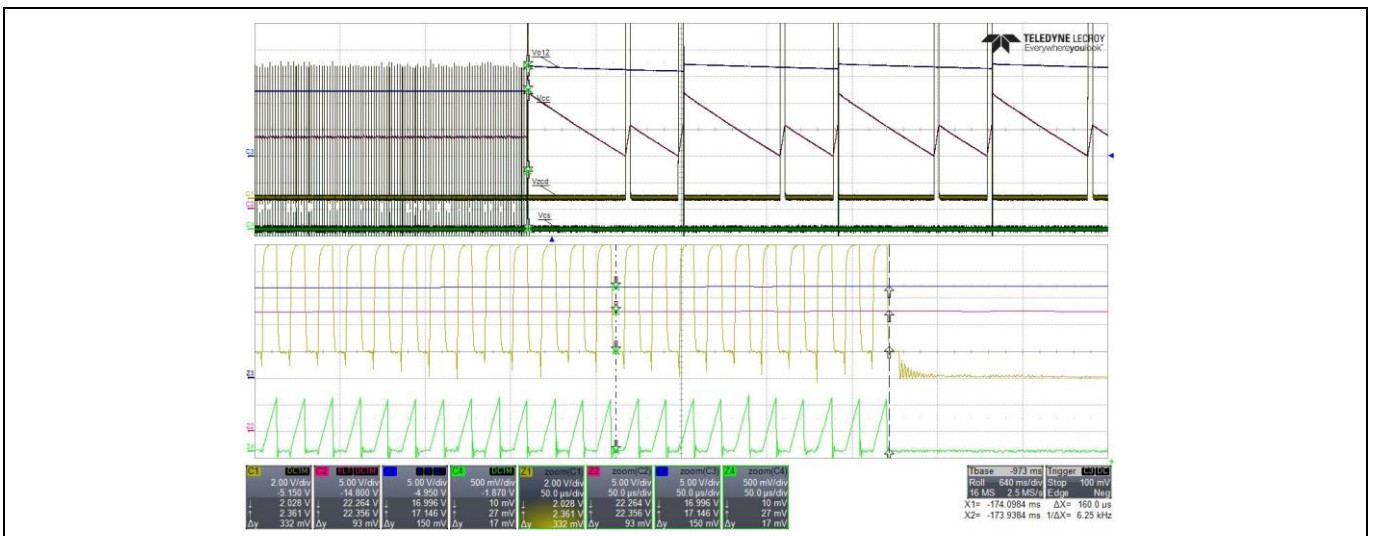 TELEDYNE LECROY
Everywhereyoulook
Vo12
Vcc
Vzcd
Vcs
C1 DC1M C2 FLT DC1M C4 DC1M Z1 zoom(C1) Z2 zoom(C2) zoom(C3) Z4 zoom(C4) Tbase -973 ms Trigger C3 DC
2.00 V/div 5.00 V/div 5.00 V/div 500 mV/div 2.00 V/div 5.00 V/div 5.00 V/div 500 mV/div Roll 640 ms/div Stop 100 mV
-5.150 V -14.800 V -4.950 V -1.870 V 50.0 µs/div 50.0 µs/div 50.0 µs/div 50.0 µs/div 16 MS 2.5 MS/s Edge Neg
↓ 2.028 V ↓ 22.264 V ↓ 16.996 V ↓ 10 mV ↓ 2.028 V ↓ 22.264 V ↓ 16.996 V ↓ 10 mV X1= -174.0984 ms ΔX= 160.0 µs
↑ 2.361 V ↑ 22.356 V ↑ 17.146 V ↑ 27 mV ↑ 2.361 V ↑ 22.356 V ↑ 17.146 V ↑ 27 mV X2= -173.9384 ms 1/ΔX= 6.25 kHz
Δy 332 mV Δy 93 mV Δy 150 mV Δy 17 mV Δy 332 mV Δy 93 mV Δy 150 mV Δy 17 mV